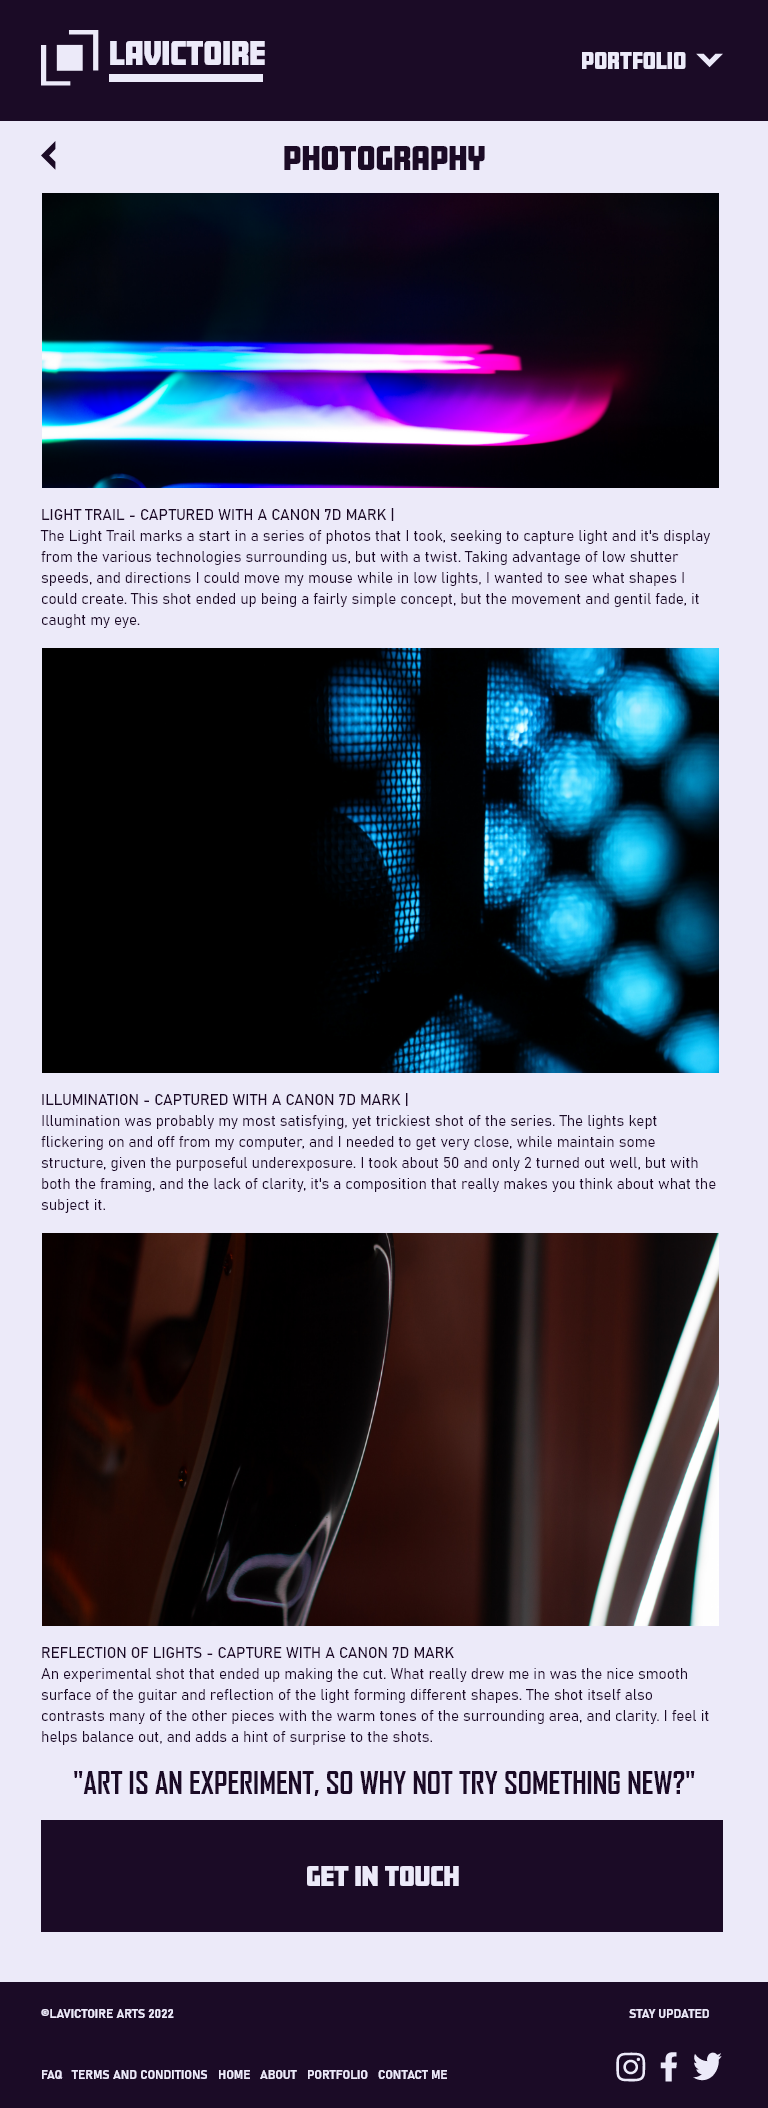 LAVICTOIRE
PORTFOLIO
PHOTOGRAPHY
LIGHT TRAIL - CAPTURED WITH A CANON 7D MARK |
The Light Trail marks a start in a series of photos that I took, seeking to capture light and it's display
from the various technologies surrounding us, but with a twist. Taking advantage of low shutter
speeds, and directions I could move my mouse while in low lights, I wanted to see what shapes I
could create. This shot ended up being a fairly simple concept, but the movement and gentil fade, it
caught my eye.
ILLUMINATION - CAPTURED WITH A CANON 7D MARK |
Illumination was probably my most satisfying, yet trickiest shot of the series. The lights kept
flickering on and off from my computer, and I needed to get very close, while maintain some
structure, given the purposeful underexposure. I took about 50 and only 2 turned out well, but with
both the framing, and the lack of clarity, it's a composition that really makes you think about what the
subject it.
REFLECTION OF LIGHTS - CAPTURE WITH A CANON 7D MARK
An experimental shot that ended up making the cut. What really drew me in was the nice smooth
surface of the guitar and reflection of the light forming different shapes. The shot itself also
contrasts many of the other pieces with the warm tones of the surrounding area, and clarity. I feel it
helps balance out, and adds a hint of surprise to the shots.
"ART IS AN EXPERIMENT, SO WHY NOT TRY SOMETHING NEW?"
GET IN TOUCH
©LAVICTOIRE ARTS 2022
STAY UPDATED
FAQ TERMS AND CONDITIONS HOME ABOUT PORTFOLIO CONTACT ME